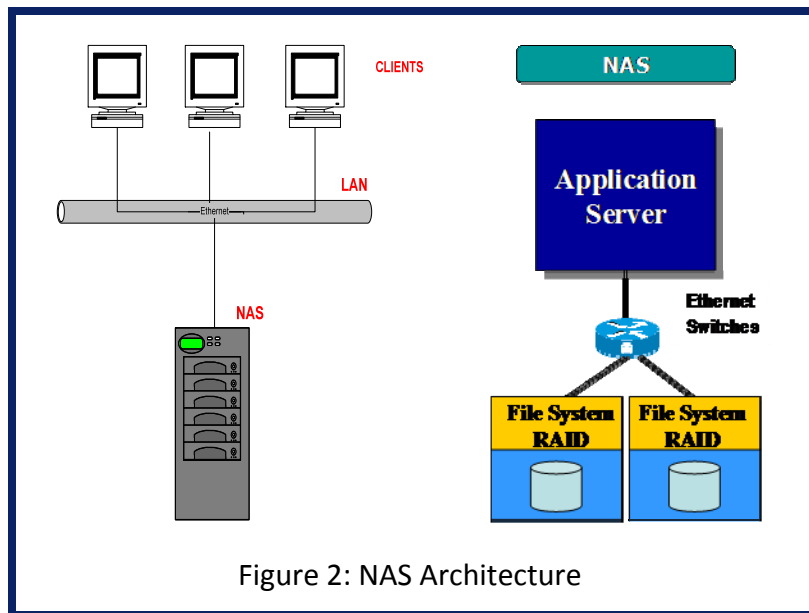 CLIENTS
LAN
Ethernet
NAS
NAS
Application
Server
Ethernet
Switches
File System
RAID
File System
RAID
Figure 2: NAS Architecture